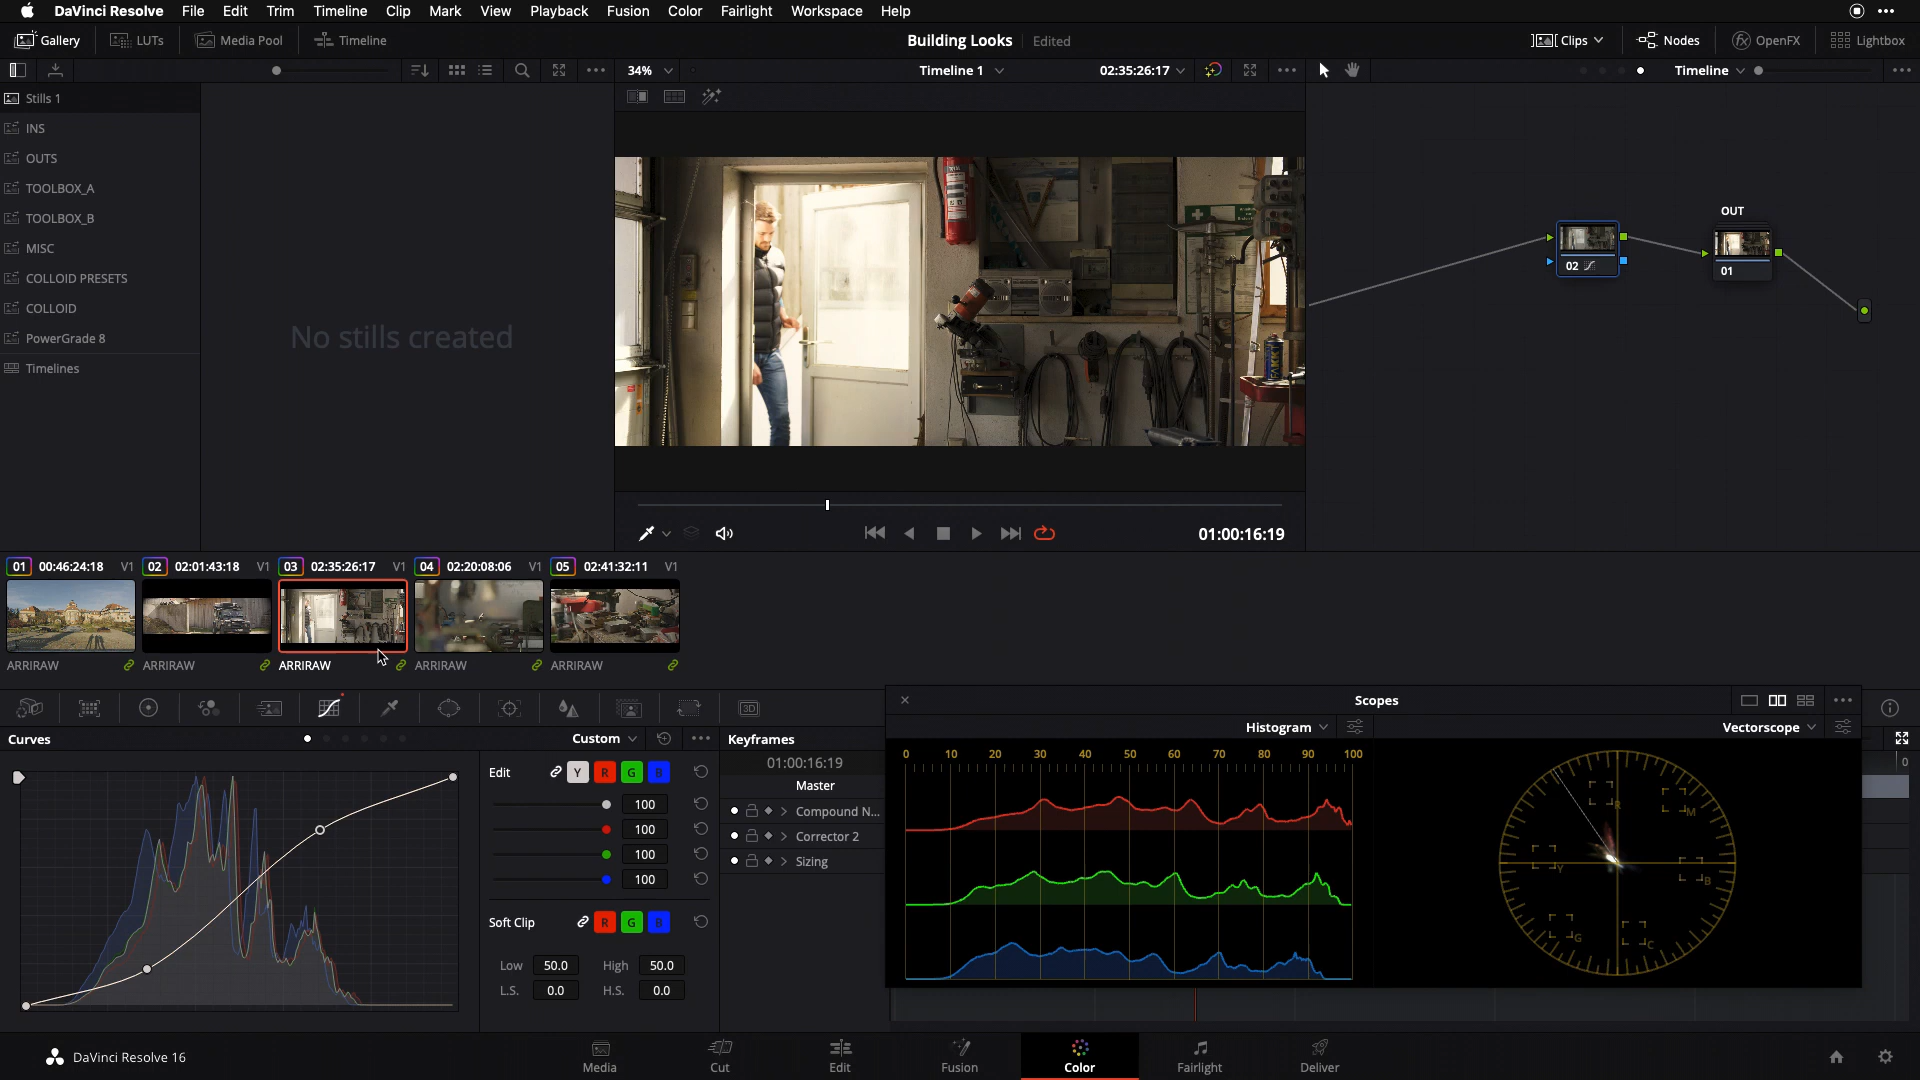 DaVinci Resolve File Edit Trim Timeline Clip Mark View Playback Fusion Color Fairlight Workspace Help
Gallery LUTs Media Pool Timeline Building Looks Edited Clips Nodes OpenFX Lightbox
34% Timeline 1 02:35:26:17 Timeline
Stills 1
INS
OUTS
TOOLBOX_A
TOOLBOX_B
MISC
COLLOID PRESETS
COLLOID
PowerGrade 8
Timelines
No stills created
OUT
02
01
01:00:16:19
01 00:46:24:18 V1 02 02:01:43:18 V1 03 02:35:26:17 V1 04 02:20:08:06 V1 05 02:41:32:11 V1
ARRIRAW ARRIRAW ARRIRAW ARRIRAW ARRIRAW
3D
Curves Custom
Edit Y R G B
100
100
100
100
Soft Clip R G B
Low 50.0 High 50.0
L.S. 0.0 H.S. 0.0
Keyframes
01:00:16:19
Master
Compound N...
Corrector 2
Sizing
Scopes
Histogram Vectorscope
0 10 20 30 40 50 60 70 80 90 100
R
M
Y
B
G
C
0
DaVinci Resolve 16
Media Cut Edit Fusion Color Fairlight Deliver